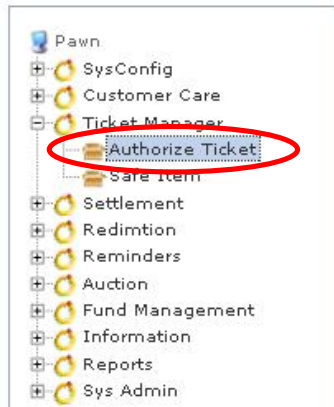 Pawn
SysConfig
Customer Care
Ticket Manager
Authorize Ticket
Safe Item
Settlement
Redimtion
Reminders
Auction
Fund Management
Information
Reports
Sys Admin